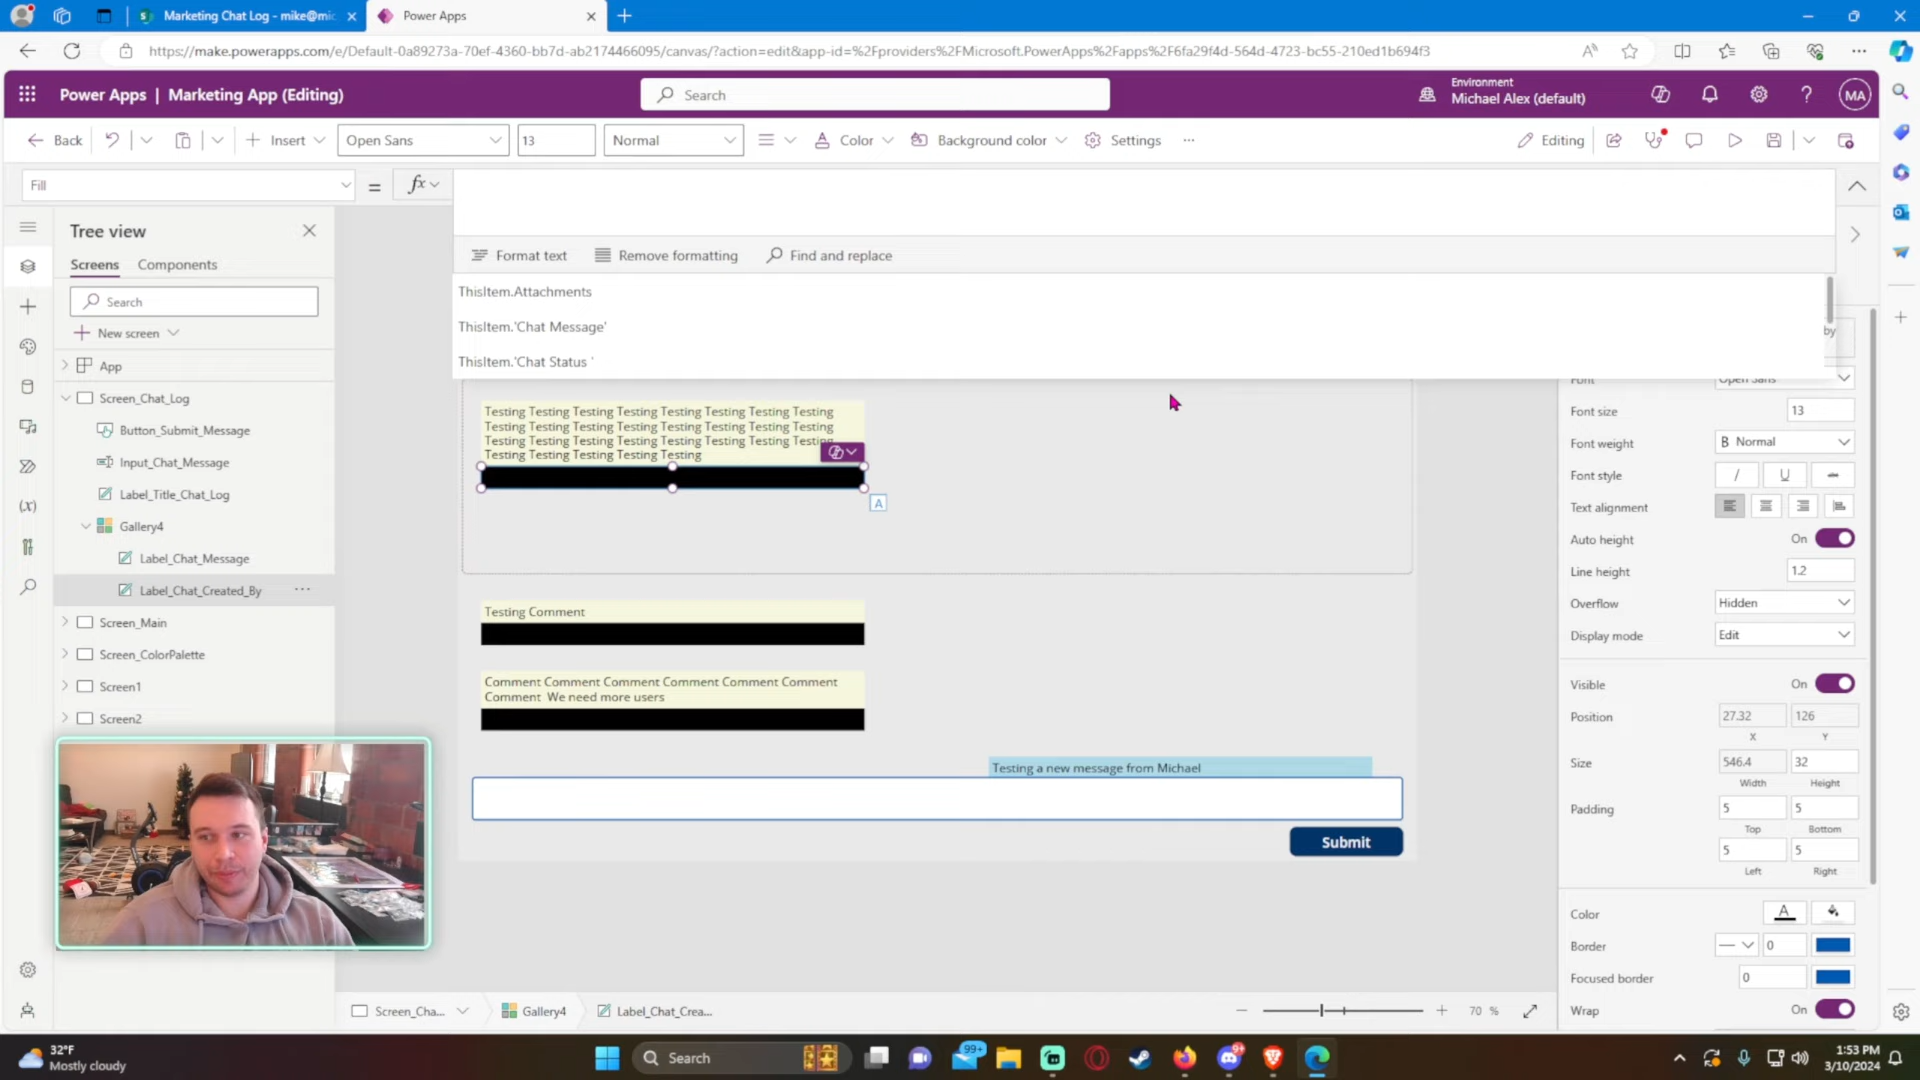 Marketing Chat Log - mike@mic
Power Apps
https://make.powerapps.com/e/Default-0a89273a-70ef-4360-bb7d-ab2174466095/canvas/?action=edit&app-id=%2Fproviders%2FMicrosoft.PowerApps%2Fapps%2F6fa29f4d-564d-4723-bc55-210ed1b694f3
Power Apps | Marketing App (Editing)
Search
Environment
Michael Alex (default)
MA
Back
Insert
Open Sans
13
Normal
Color
Background color
Settings
Editing
Fill
=
fx
Format text
Remove formatting
Find and replace
ThisItem.Attachments
ThisItem.'Chat Message'
ThisItem.'Chat Status '
Tree view
Screens
Components
Search
New screen
App
Screen_Chat_Log
Button_Submit_Message
Input_Chat_Message
Label_Title_Chat_Log
Gallery4
Label_Chat_Message
Label_Chat_Created_By
Screen_Main
Screen_ColorPalette
Screen1
Screen2
Testing Testing Testing Testing Testing Testing Testing Testing
Testing Testing Testing Testing Testing Testing Testing Testing
Testing Testing Testing Testing Testing Testing Testing Testing
Testing Testing Testing Testing Testing
A
Testing Comment
Comment Comment Comment Comment Comment Comment
Comment  We need more users
Testing a new message from Michael
Submit
by
Font
Open Sans
Font size
13
Font weight
B Normal
Font style
/
U
Text alignment
Auto height
On
Line height
1.2
Overflow
Hidden
Display mode
Edit
Visible
On
Position
27.32
126
X
Y
Size
546.4
32
Width
Height
Padding
5
5
Top
Bottom
5
5
Left
Right
Color
A
Border
0
Focused border
0
Wrap
On
Screen_Cha...
Gallery4
Label_Chat_Crea...
70 %
32°F
Mostly cloudy
Search
99+
9+
1:53 PM
3/10/2024